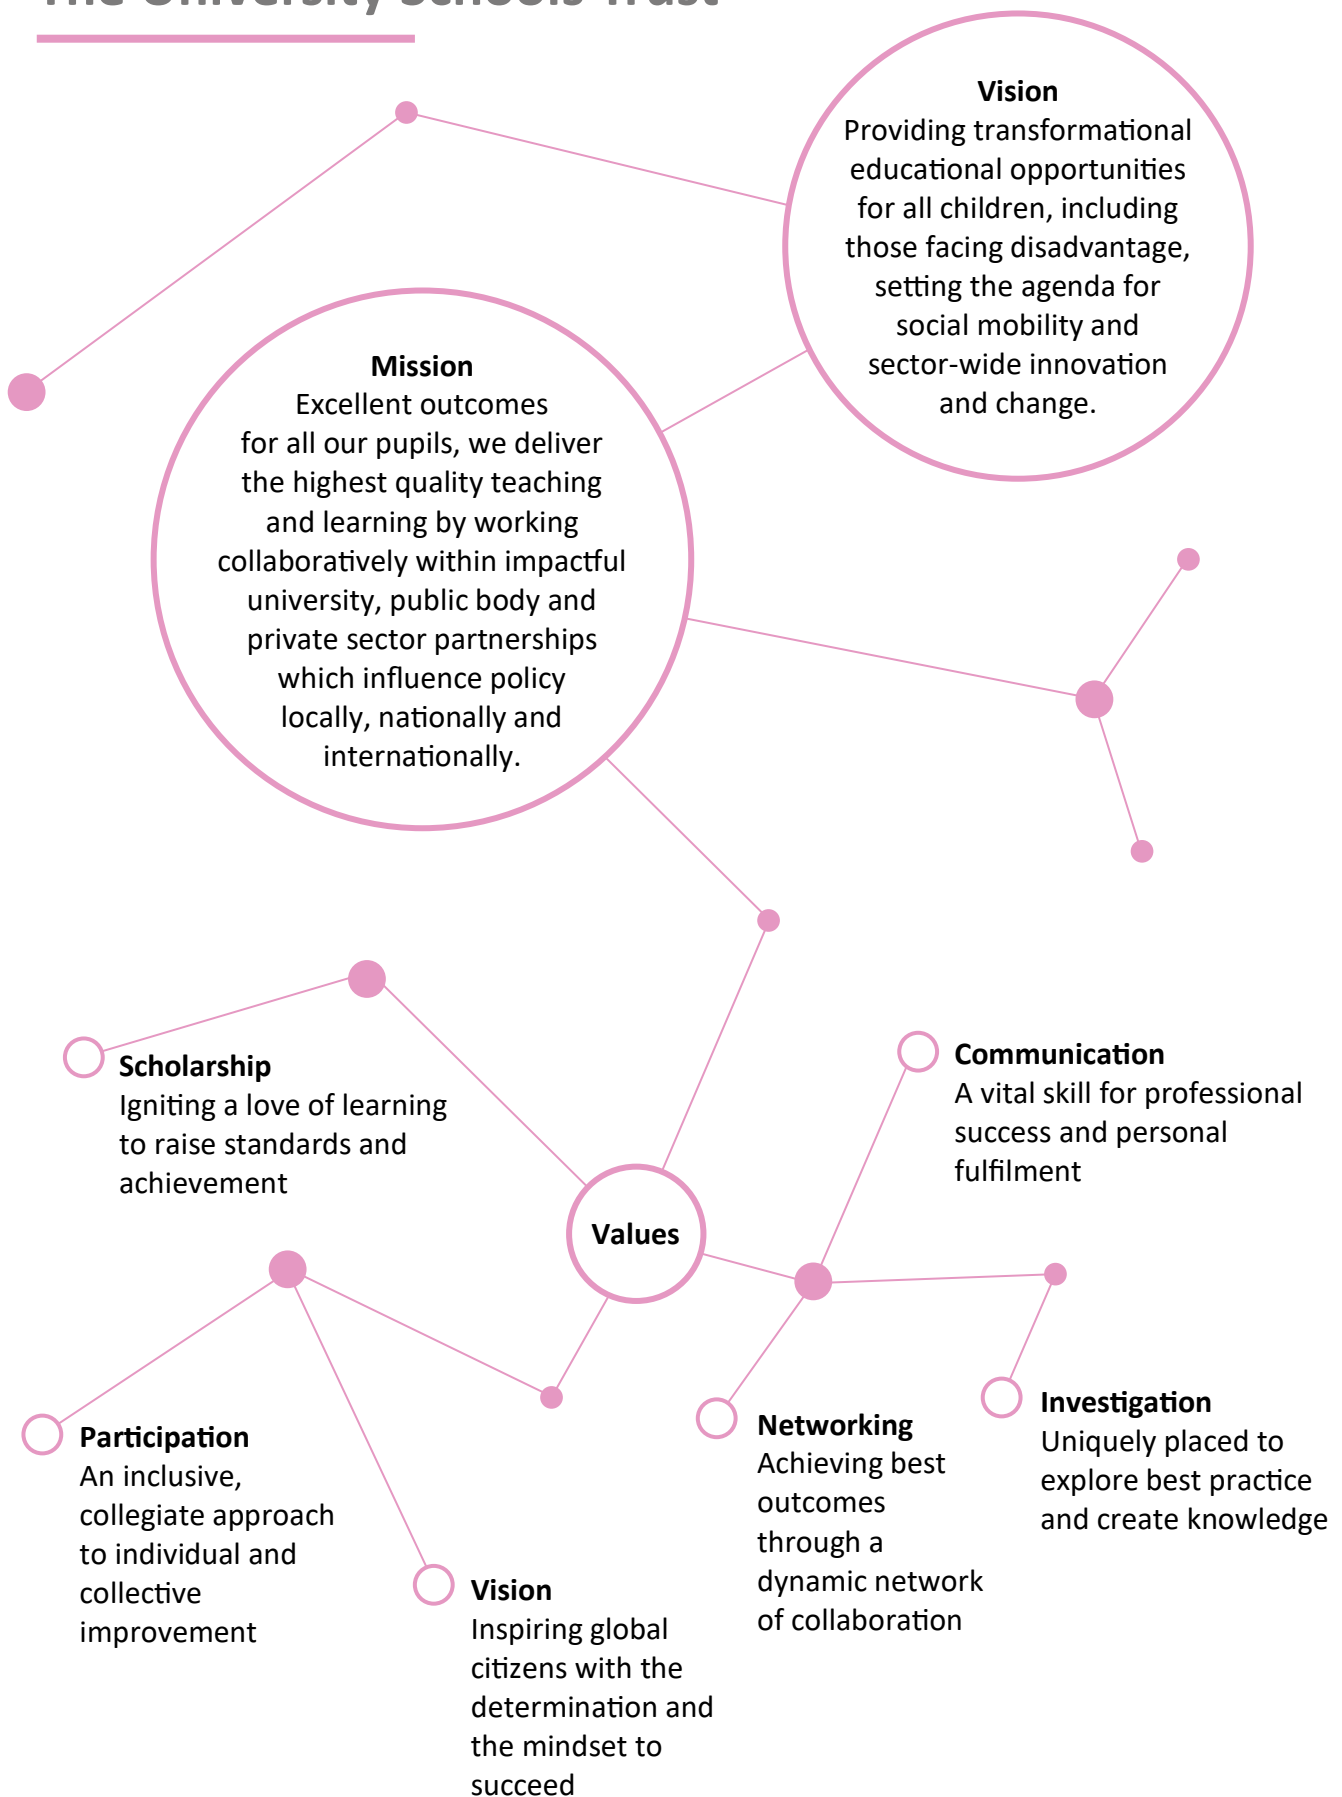 The University Schools Trust
Vision
Providing transformational
educational opportunities
for all children, including
those facing disadvantage,
setting the agenda for
social mobility and
sector-wide innovation
and change.
Mission
Excellent outcomes
for all our pupils, we deliver
the highest quality teaching
and learning by working
collaboratively within impactful
university, public body and
private sector partnerships
which influence policy
locally, nationally and
internationally.
Scholarship
Igniting a love of learning
to raise standards and
achievement
Communication
A vital skill for professional
success and personal
fulfilment
Values
Participation
An inclusive,
collegiate approach
to individual and
collective
improvement
Vision
Inspiring global
citizens with the
determination and
the mindset to
succeed
Networking
Achieving best
outcomes
through a
dynamic network
of collaboration
Investigation
Uniquely placed to
explore best practice
and create knowledge